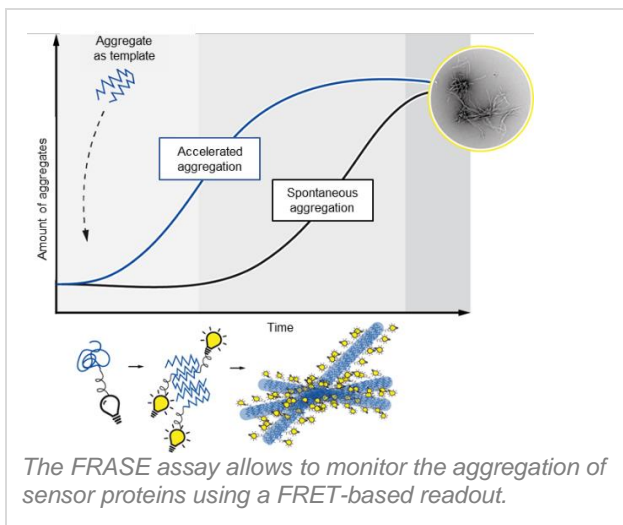 Aggregate
as template
Accelerated
aggregation
Spontaneous
aggregation
Amount of aggregates
Time
The FRASE assay allows to monitor the aggregation of
sensor proteins using a FRET-based readout.